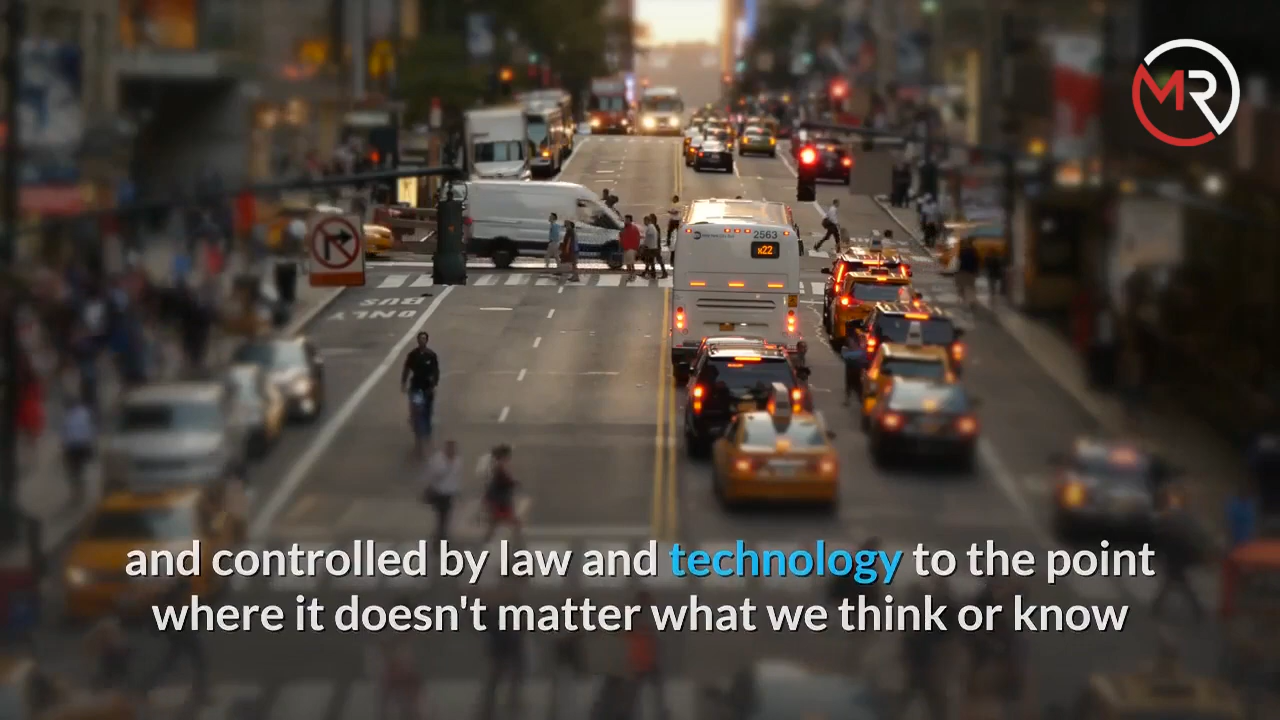 MR
2563
x22
BUS
ONLY
and controlled by law and technology to the point
where it doesn't matter what we think or know